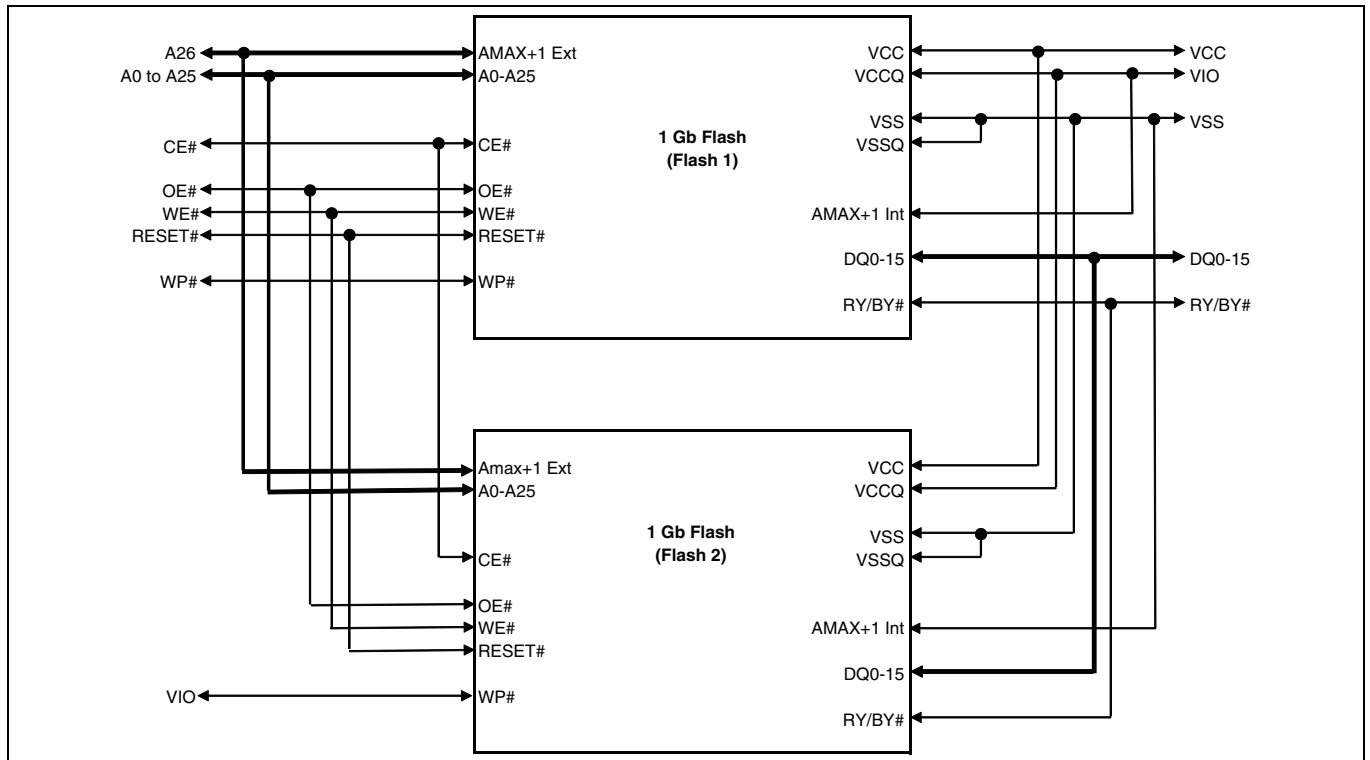 A26
A0 to A25
CE#
OE#
WE#
RESET#
WP#
AMAX+1 Ext
A0-A25
CE#
OE#
WE#
RESET#
WP#
1 Gb Flash
(Flash 1)
VCC
VCCQ
VSS
VSSQ
AMAX+1 Int
DQ0-15
RY/BY#
VCC
VIO
VSS
DQ0-15
RY/BY#
VIO
Amax+1 Ext
A0-A25
CE#
OE#
WE#
RESET#
WP#
1 Gb Flash
(Flash 2)
VCC
VCCQ
VSS
VSSQ
AMAX+1 Int
DQ0-15
RY/BY#